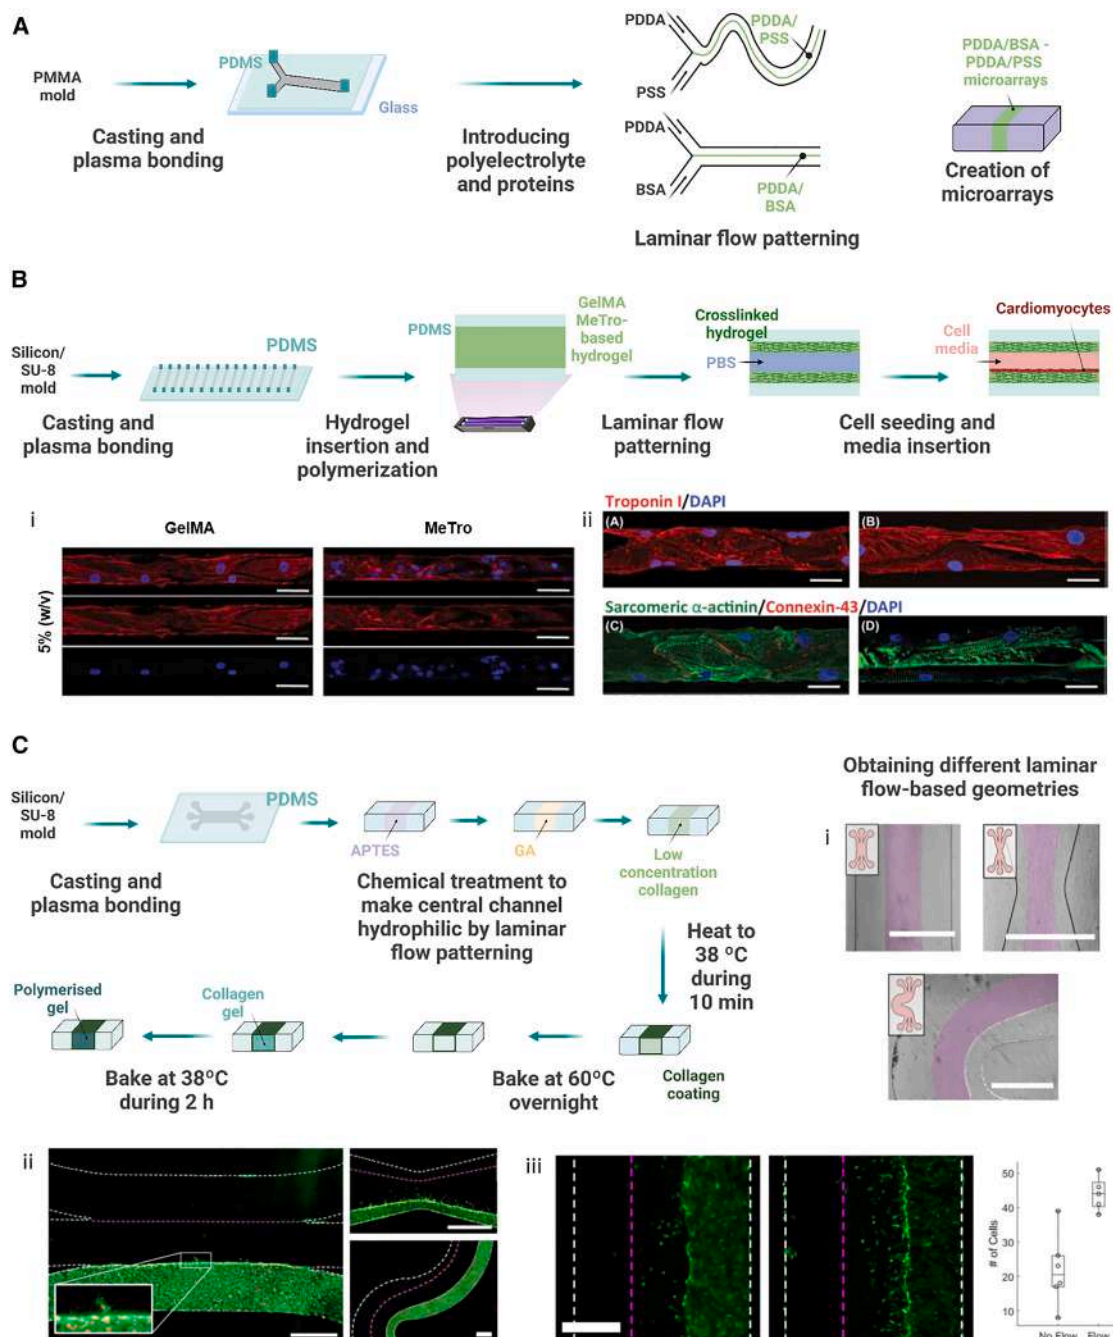 A
PMMA
mold
Casting and
plasma bonding
PDMS
Glass
Introducing
polyelectrolyte
and proteins
PDDA
PSS
PDDA/
PSS
PDDA
BSA
PDDA/
BSA
Laminar flow patterning
PDDA/BSA -
PDDA/PSS
microarrays
Creation of
microarrays
B
Silicon/
SU-8
mold
Casting and
plasma bonding
PDMS
Hydrogel
insertion and
polymerization
PDMS
GelMA
MeTro-
based
hydrogel
Laminar flow
patterning
Crosslinked
hydrogel
PBS
Cell seeding and
media insertion
Cell
media
Cardiomyocytes
i
GelMA
MeTro
5% (w/v)
ii
Troponin I/DAPI
(A)
(B)
Sarcomeric α-actinin/Connexin-43/DAPI
(C)
(D)
C
Silicon/
SU-8
mold
Casting and
plasma bonding
PDMS
APTES
GA
Low
concentration
collagen
Chemical treatment to
make central channel
hydrophilic by laminar
flow patterning
Heat to
38 ºC
during
10 min
Collagen
coating
Bake at 60ºC
overnight
Collagen
gel
Polymerised
gel
Bake at 38ºC
during 2 h
Obtaining different laminar
flow-based geometries
i
ii
iii
# of Cells
50
40
30
20
10
No Flow
Flow